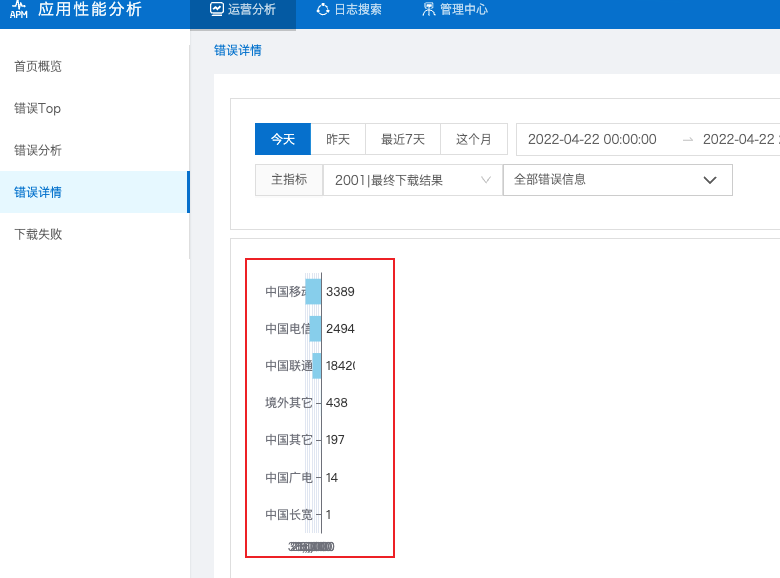 APM 应用性能分析 运营分析 日志搜索 管理中心
错误详情
首页概览
错误Top
错误分析
错误详情
下载失败
今天 昨天 最近7天 这个月 2022-04-22 00:00:00 → 2022-04-22
主指标 2001|最终下载结果 全部错误信息
中国移动 3389
中国电信 2494
中国联通 18420
境外其它 438
中国其它 197
中国广电 14
中国长宽 1